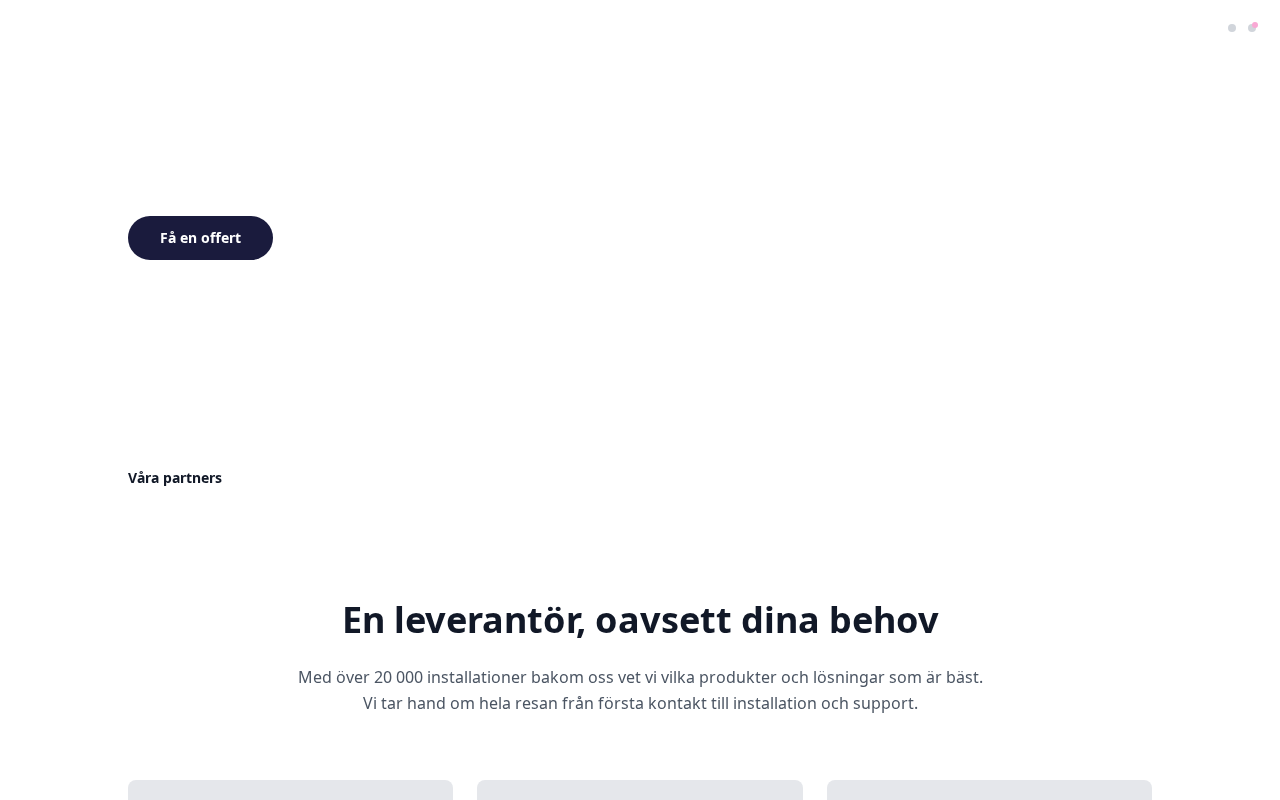 Få en offert
Våra partners
En leverantör, oavsett dina behov
Med över 20 000 installationer bakom oss vet vi vilka produkter och lösningar som är bäst.
Vi tar hand om hela resan från första kontakt till installation och support.